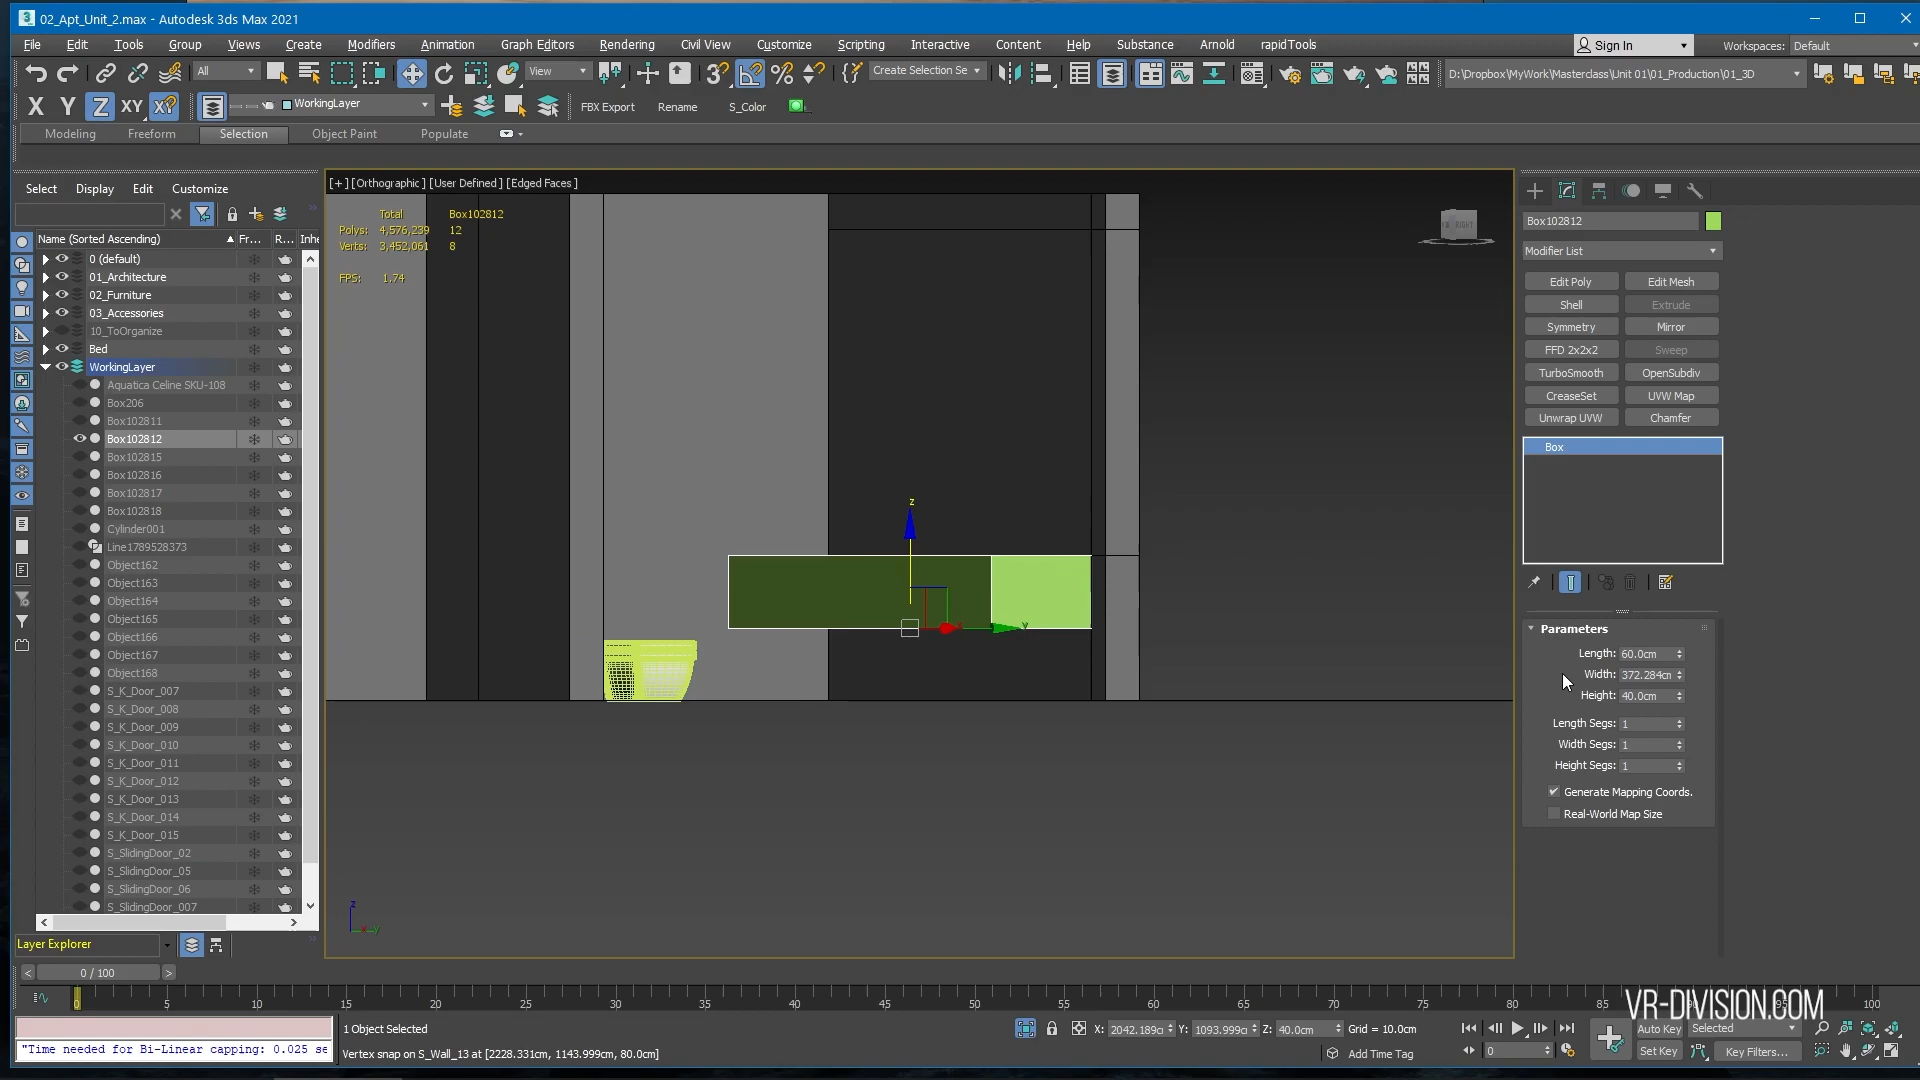 02_Apt_Unit_2.max - Autodesk 3ds Max 2021
File Edit Tools Group Views Create Modifiers Animation Graph Editors Rendering Civil View Customize Scripting Interactive Content Help Substance Arnold rapidTools Sign In Workspaces: Default
All View Create Selection Se D:\Dropbox\MyWork\Masterclass\Unit 01\01_Production\01_3D
X Y Z XY WorkingLayer FBX Export Rename S_Color
Modeling Freeform Selection Object Paint Populate
Select Display Edit Customize
Name (Sorted Ascending) Fr... R... Inhe
0 (default)
01_Architecture
02_Furniture
03_Accessories
10_ToOrganize
Bed
WorkingLayer
Aquatica Celine SKU-108
Box206
Box102811
Box102812
Box102815
Box102816
Box102817
Box102818
Cylinder001
Line1789528373
Object162
Object163
Object164
Object165
Object166
Object167
Object168
S_K_Door_007
S_K_Door_008
S_K_Door_009
S_K_Door_010
S_K_Door_011
S_K_Door_012
S_K_Door_013
S_K_Door_014
S_K_Door_015
S_SlidingDoor_02
S_SlidingDoor_05
S_SlidingDoor_06
S_SlidingDoor_007
Layer Explorer
[+] [Orthographic ] [User Defined ] [Edged Faces ]
Total Box102812
Polys: 4,576,239 12
Verts: 3,452,061 8
FPS: 1.74
RIGHT
z
Y
z
Box102812
Modifier List
Edit Poly Edit Mesh
Shell Extrude
Symmetry Mirror
FFD 2x2x2 Sweep
TurboSmooth OpenSubdiv
CreaseSet UVW Map
Unwrap UVW Chamfer
Box
Parameters
Length: 60.0cm
Width: 372.284cm
Height: 40.0cm
Length Segs: 1
Width Segs: 1
Height Segs: 1
Generate Mapping Coords.
Real-World Map Size
< 0 / 100 >
0 5 10 15 20 25 30 35 40 45 50 55 60 65 70 75 80 85 100
VR-DIVISION.COM
1 Object Selected X: 2042.189cm Y: 1093.999cm Z: 40.0cm Grid = 10.0cm Auto Key Selected
"Time needed for Bi-Linear capping: 0.025 se Vertex snap on S_Wall_13 at [2228.331cm, 1143.999cm, 80.0cm] Add Time Tag 0 Set Key Key Filters...